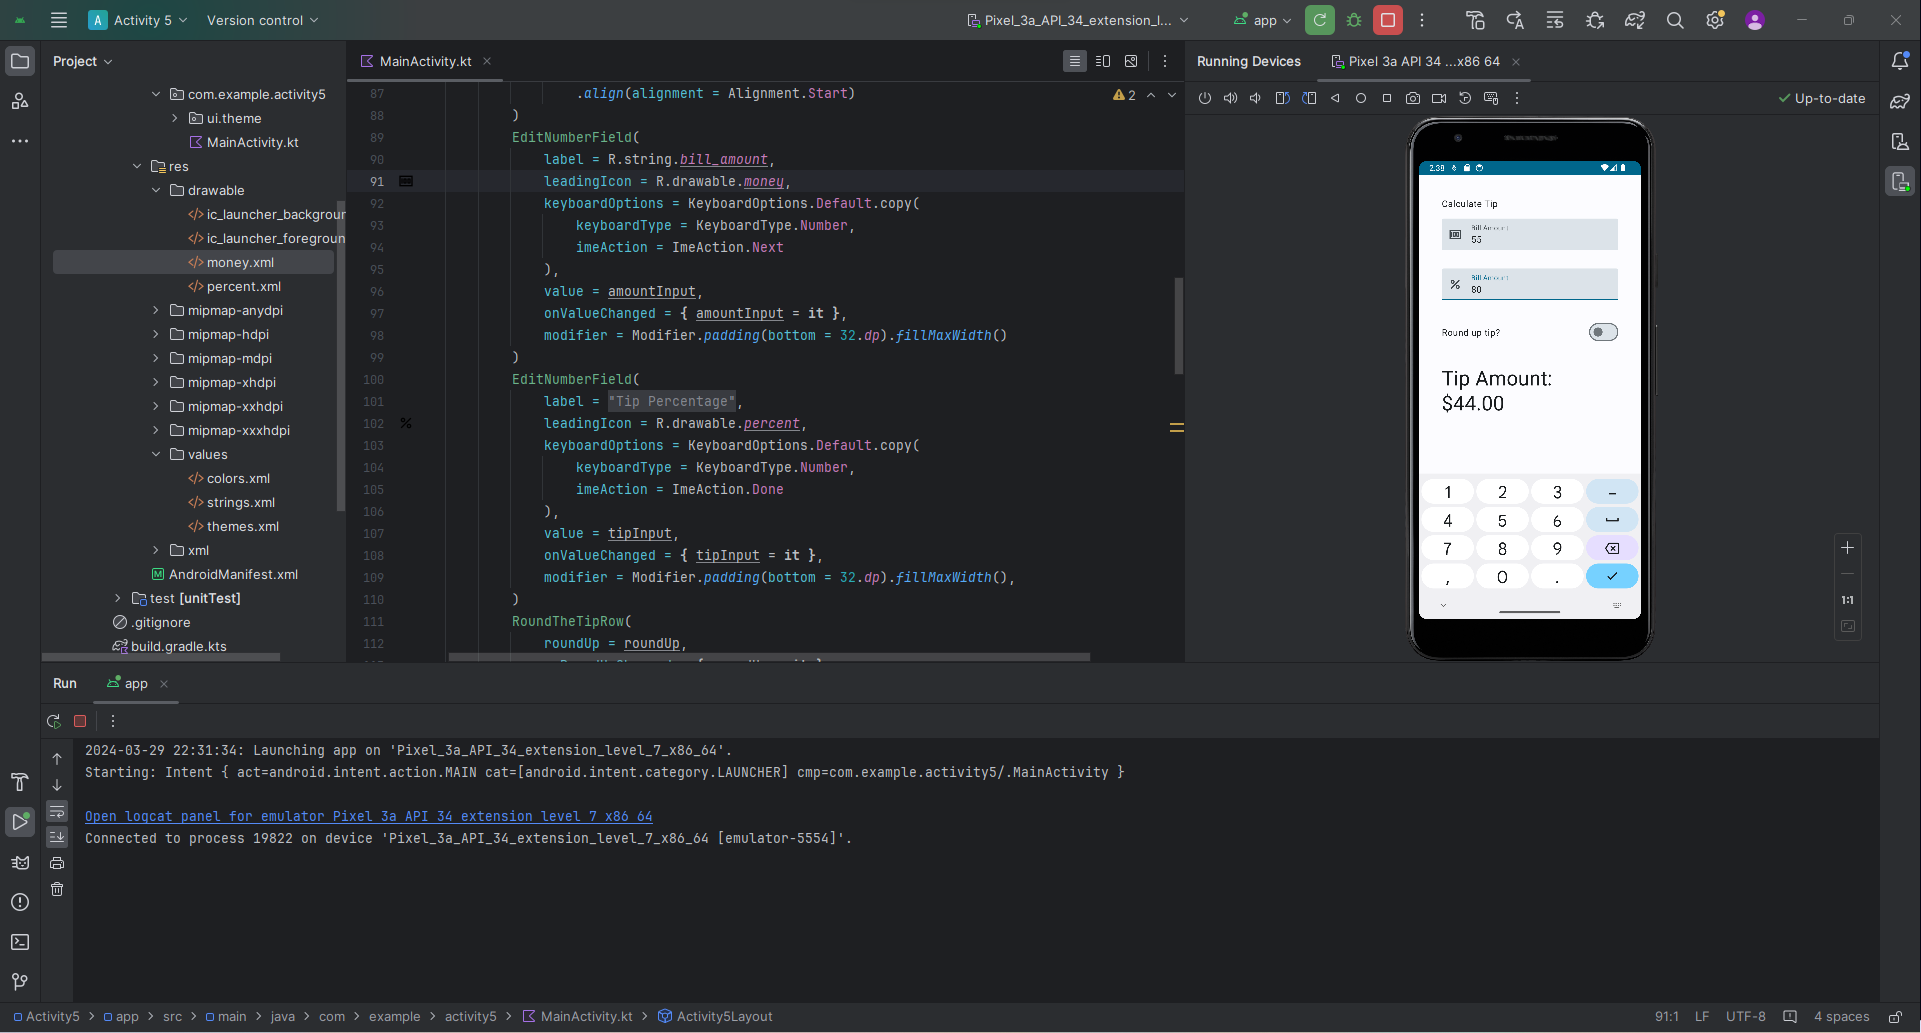 A Activity 5
Version control
Pixel_3a_API_34_extension_l...
app
Project
com.example.activity5
ui.theme
MainActivity.kt
res
drawable
ic_launcher_backgrour
ic_launcher_foregroun
money.xml
percent.xml
mipmap-anydpi
mipmap-hdpi
mipmap-mdpi
mipmap-xhdpi
mipmap-xxhdpi
mipmap-xxxhdpi
values
colors.xml
strings.xml
themes.xml
xml
AndroidManifest.xml
test [unitTest]
.gitignore
build.gradle.kts
MainActivity.kt
2
87 .align(alignment = Alignment.Start)
88 )
89 EditNumberField(
90 label = R.string.bill_amount,
91 leadingIcon = R.drawable.money,
92 keyboardOptions = KeyboardOptions.Default.copy(
93 keyboardType = KeyboardType.Number,
94 imeAction = ImeAction.Next
95 ),
96 value = amountInput,
97 onValueChanged = { amountInput = it },
98 modifier = Modifier.padding(bottom = 32.dp).fillMaxWidth()
99 )
100 EditNumberField(
101 label = "Tip Percentage",
102 leadingIcon = R.drawable.percent,
103 keyboardOptions = KeyboardOptions.Default.copy(
104 keyboardType = KeyboardType.Number,
105 imeAction = ImeAction.Done
106 ),
107 value = tipInput,
108 onValueChanged = { tipInput = it },
109 modifier = Modifier.padding(bottom = 32.dp).fillMaxWidth(),
110 )
111 RoundTheTipRow(
112 roundUp = roundUp,
Running Devices
Pixel 3a API 34 ...x86 64
Up-to-date
2:38
Calculate Tip
Bill Amount
55
Bill Amount
% 80
Round up tip?
Tip Amount:
$44.00
1 2 3 –
4 5 6
7 8 9
, 0 .
1:1
Run
app
2024-03-29 22:31:34: Launching app on 'Pixel_3a_API_34_extension_level_7_x86_64'.
Starting: Intent { act=android.intent.action.MAIN cat=[android.intent.category.LAUNCHER] cmp=com.example.activity5/.MainActivity }
Open logcat panel for emulator Pixel 3a API 34 extension level 7 x86 64
Connected to process 19822 on device 'Pixel_3a_API_34_extension_level_7_x86_64 [emulator-5554]'.
Activity5 > app > src > main > java > com > example > activity5 > MainActivity.kt > Activity5Layout
91:1 LF UTF-8 4 spaces